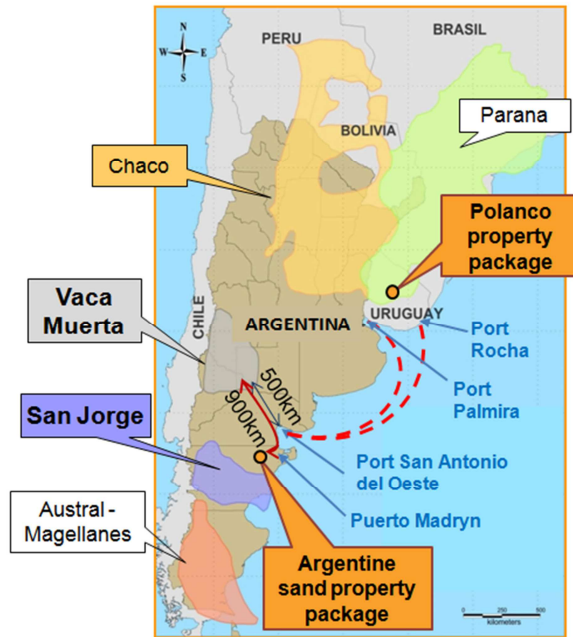 N
W E
S
PERU
BRASIL
BOLIVIA
Parana
Chaco
Polanco
property
package
Vaca
Muerta
CHILE
ARGENTINA
URUGUAY
Port
Rocha
Port
Palmira
500km
900km
San Jorge
Port San Antonio
del Oeste
Puerto Madryn
Austral -
Magellanes
Argentine
sand property
package
0 250 500
kilometers